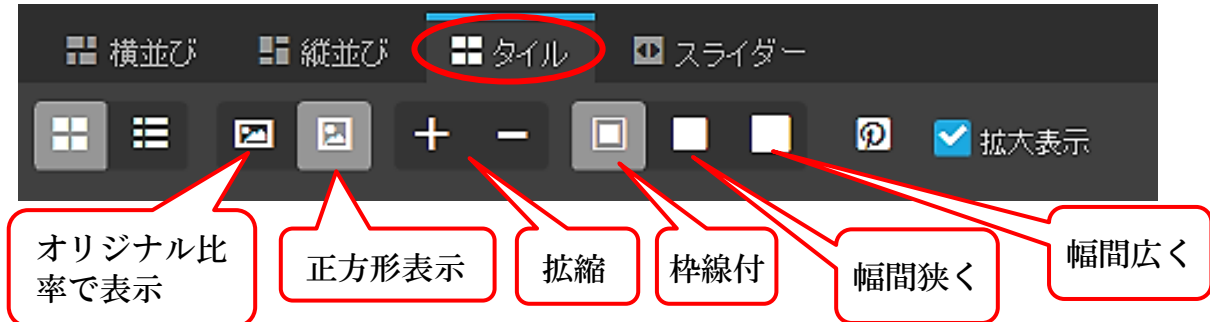 横並び
縦並び
タイル
スライダー
拡大表示
オリジナル比
率で表示
正方形表示
拡縮
枠線付
幅間狭く
幅間広く